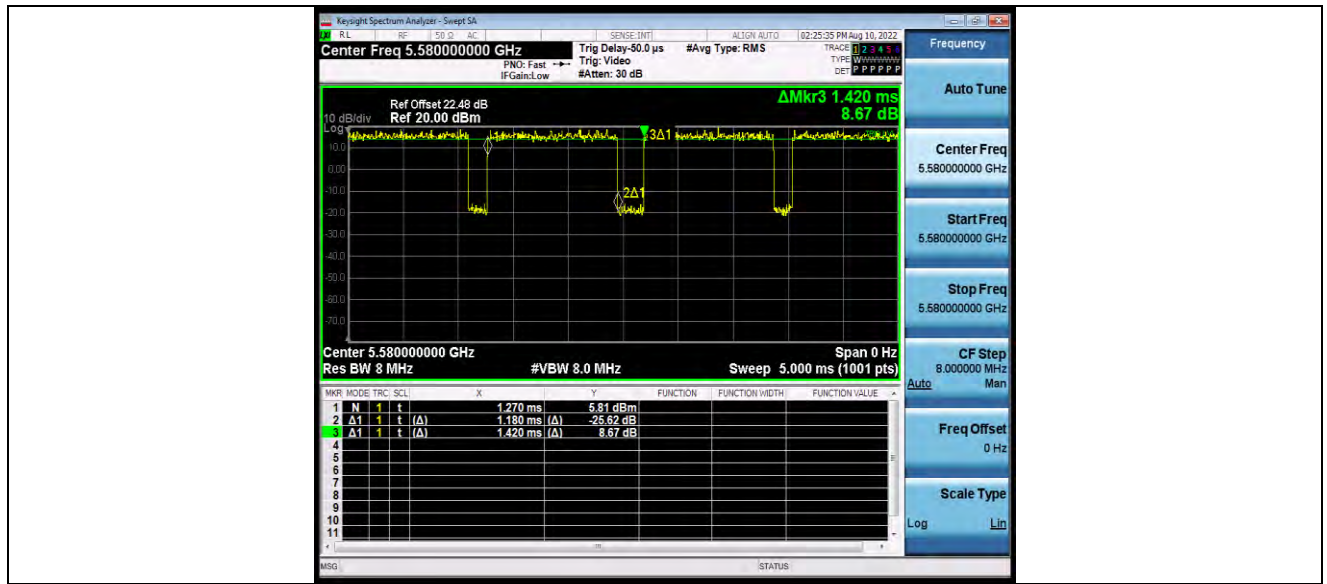 Keysight Spectrum Analyzer - Swept SA
RL RF 50 Ω AC SENSE:INT ALIGN AUTO 02:25:35 PM Aug 10, 2022
Center Freq 5.580000000 GHz
Trig Delay-50.0 µs #Avg Type: RMS TRACE 1 2 3 4 5 6
PNO: Fast Trig: Video TYPE W
IFGain:Low #Atten: 30 dB DET P P P P P P
ΔMkr3 1.420 ms
8.67 dB
Ref Offset 22.48 dB
10 dB/div Ref 20.00 dBm
Log
10.0
0.00
-10.0
-20.0
-30.0
-40.0
-50.0
-60.0
-70.0
1
3Δ1
2Δ1
Center 5.580000000 GHz Span 0 Hz
Res BW 8 MHz #VBW 8.0 MHz Sweep 5.000 ms (1001 pts)
MKR MODE TRC SCL X Y FUNCTION FUNCTION WIDTH FUNCTION VALUE
1 N 1 t 1.270 ms 5.81 dBm
2 Δ1 1 t (Δ) 1.180 ms (Δ) -25.62 dB
3 Δ1 1 t (Δ) 1.420 ms (Δ) 8.67 dB
4
5
6
7
8
9
10
11
MSG STATUS
Frequency
Auto Tune
Center Freq
5.580000000 GHz
Start Freq
5.580000000 GHz
Stop Freq
5.580000000 GHz
CF Step
8.000000 MHz
Auto Man
Freq Offset
0 Hz
Scale Type
Log Lin